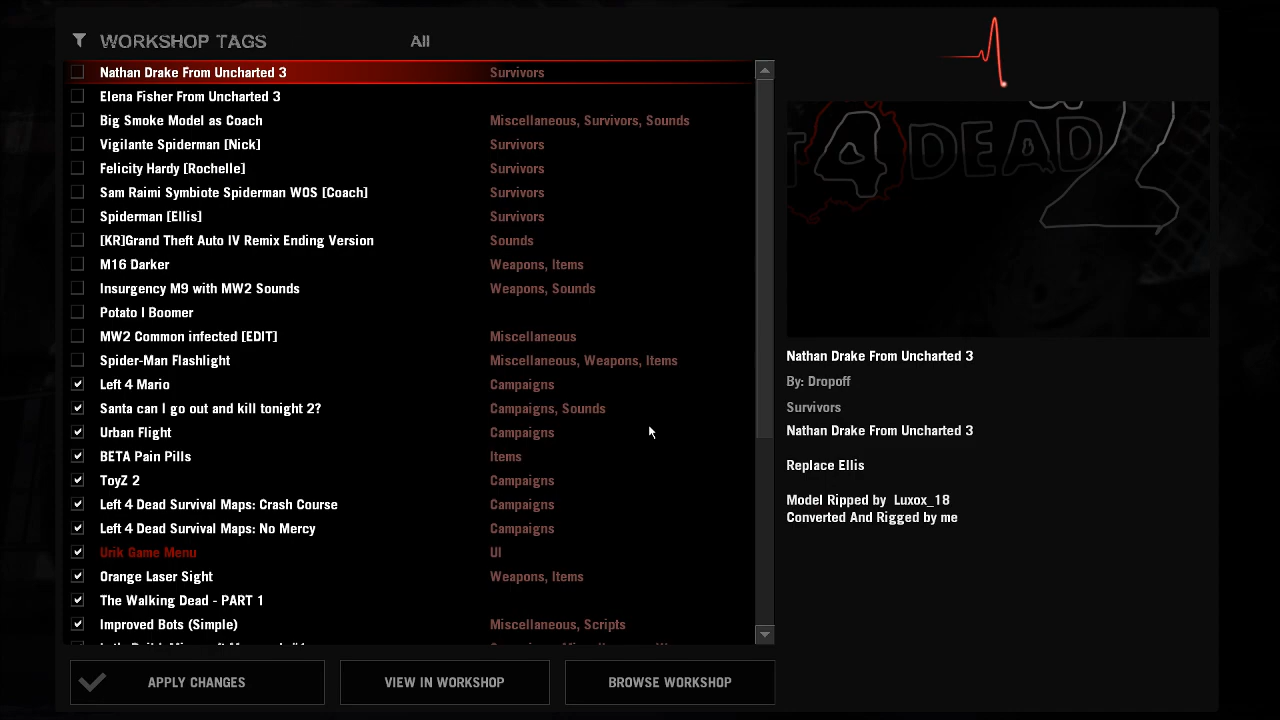 WORKSHOP TAGS All
Nathan Drake From Uncharted 3 Survivors
Elena Fisher From Uncharted 3
Big Smoke Model as Coach Miscellaneous, Survivors, Sounds
Vigilante Spiderman [Nick] Survivors
Felicity Hardy [Rochelle] Survivors
Sam Raimi Symbiote Spiderman WOS [Coach] Survivors
Spiderman [Ellis] Survivors
[KR]Grand Theft Auto IV Remix Ending Version Sounds
M16 Darker Weapons, Items
Insurgency M9 with MW2 Sounds Weapons, Sounds
Potato | Boomer
MW2 Common infected [EDIT] Miscellaneous
Spider-Man Flashlight Miscellaneous, Weapons, Items
Left 4 Mario Campaigns
Santa can I go out and kill tonight 2? Campaigns, Sounds
Urban Flight Campaigns
BETA Pain Pills Items
ToyZ 2 Campaigns
Left 4 Dead Survival Maps: Crash Course Campaigns
Left 4 Dead Survival Maps: No Mercy Campaigns
Urik Game Menu UI
Orange Laser Sight Weapons, Items
The Walking Dead - PART 1
Improved Bots (Simple) Miscellaneous, Scripts
APPLY CHANGES
VIEW IN WORKSHOP
BROWSE WORKSHOP
4 DEAD 2
Nathan Drake From Uncharted 3
By: Dropoff
Survivors
Nathan Drake From Uncharted 3
Replace Ellis
Model Ripped by Luxox_18
Converted And Rigged by me